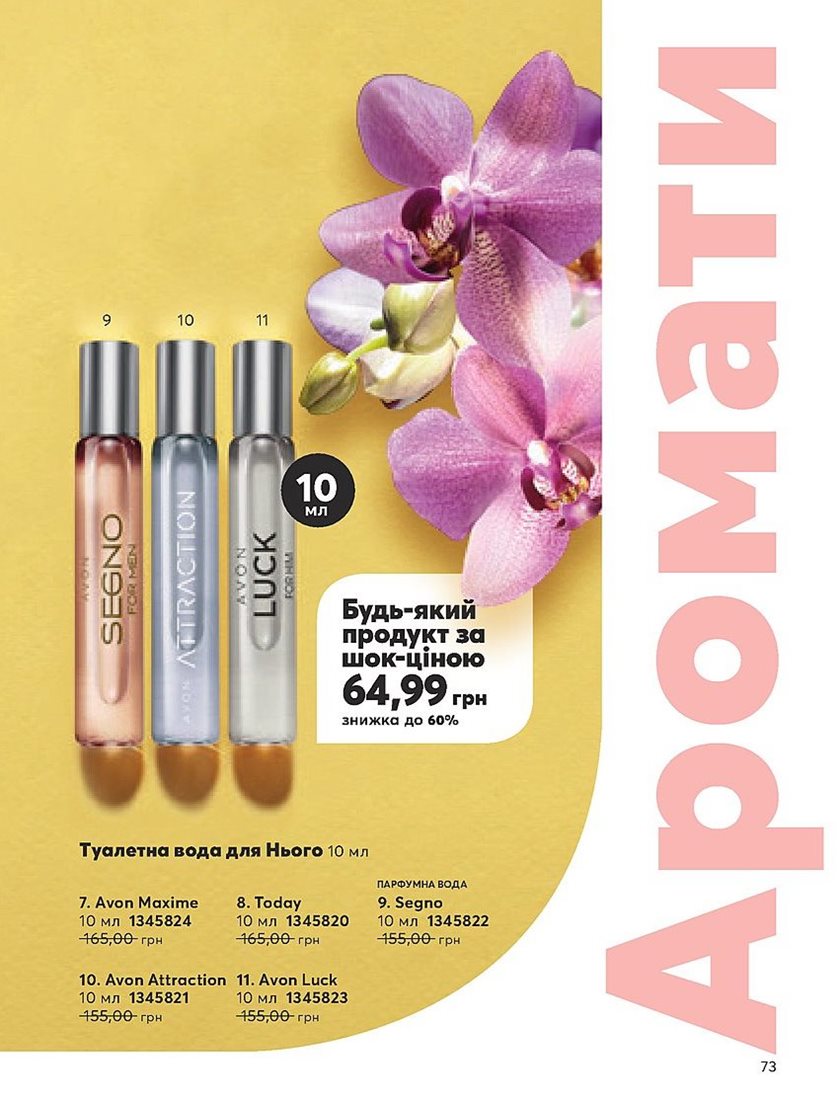 Аромати
9 10 11
AVON
SEGNO
FOR MEN
AVON
ATTRACTION
AVON
LUCK
FOR HIM
10
мл
Будь-який
продукт за
шок-ціною
64,99 грн
знижка до 60%
Туалетна вода для Нього 10 мл
7. Avon Maxime
10 мл 1345824
165,00 грн
8. Today
10 мл 1345820
165,00 грн
ПАРФУМНА ВОДА
9. Segno
10 мл 1345822
155,00 грн
10. Avon Attraction
10 мл 1345821
155,00 грн
11. Avon Luck
10 мл 1345823
155,00 грн
73